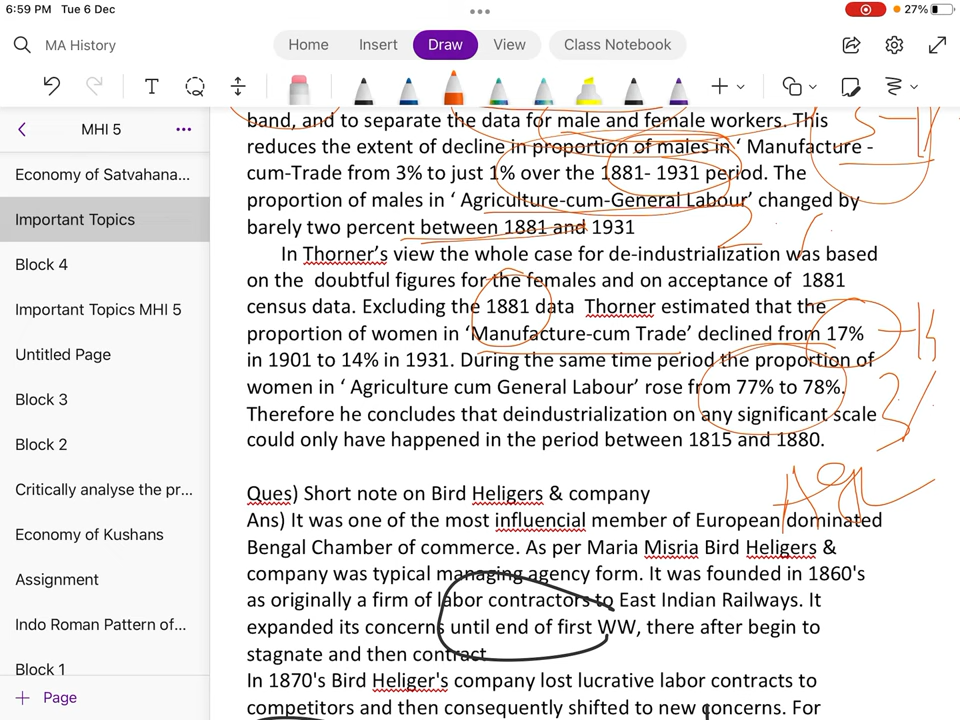 6:59 PM Tue 6 Dec
27%
MA History
Home Insert Draw View Class Notebook
T
MHI 5
Economy of Satvahana...
Important Topics
Block 4
Important Topics MHI 5
Untitled Page
Block 3
Block 2
Critically analyse the pr...
Economy of Kushans
Assignment
Indo Roman Pattern of...
Block 1
+ Page
band, and to separate the data for male and female workers. This
reduces the extent of decline in proportion of males in ‘ Manufacture -
cum-Trade from 3% to just 1% over the 1881- 1931 period. The
proportion of males in ‘ Agriculture-cum-General Labour’ changed by
barely two percent between 1881 and 1931
In Thorner’s view the whole case for de-industrialization was based
on the doubtful figures for the females and on acceptance of 1881
census data. Excluding the 1881 data Thorner estimated that the
proportion of women in ‘Manufacture-cum Trade’ declined from 17%
in 1901 to 14% in 1931. During the same time period the proportion of
women in ‘ Agriculture cum General Labour’ rose from 77% to 78%.
Therefore he concludes that deindustrialization on any significant scale
could only have happened in the period between 1815 and 1880.
Ques) Short note on Bird Heligers & company
Ans) It was one of the most influencial member of European dominated
Bengal Chamber of commerce. As per Maria Misria Bird Heligers &
company was typical managing agency form. It was founded in 1860's
as originally a firm of labor contractors to East Indian Railways. It
expanded its concerns until end of first WW, there after begin to
stagnate and then contract
In 1870's Bird Heliger's company lost lucrative labor contracts to
competitors and then consequently shifted to new concerns. For